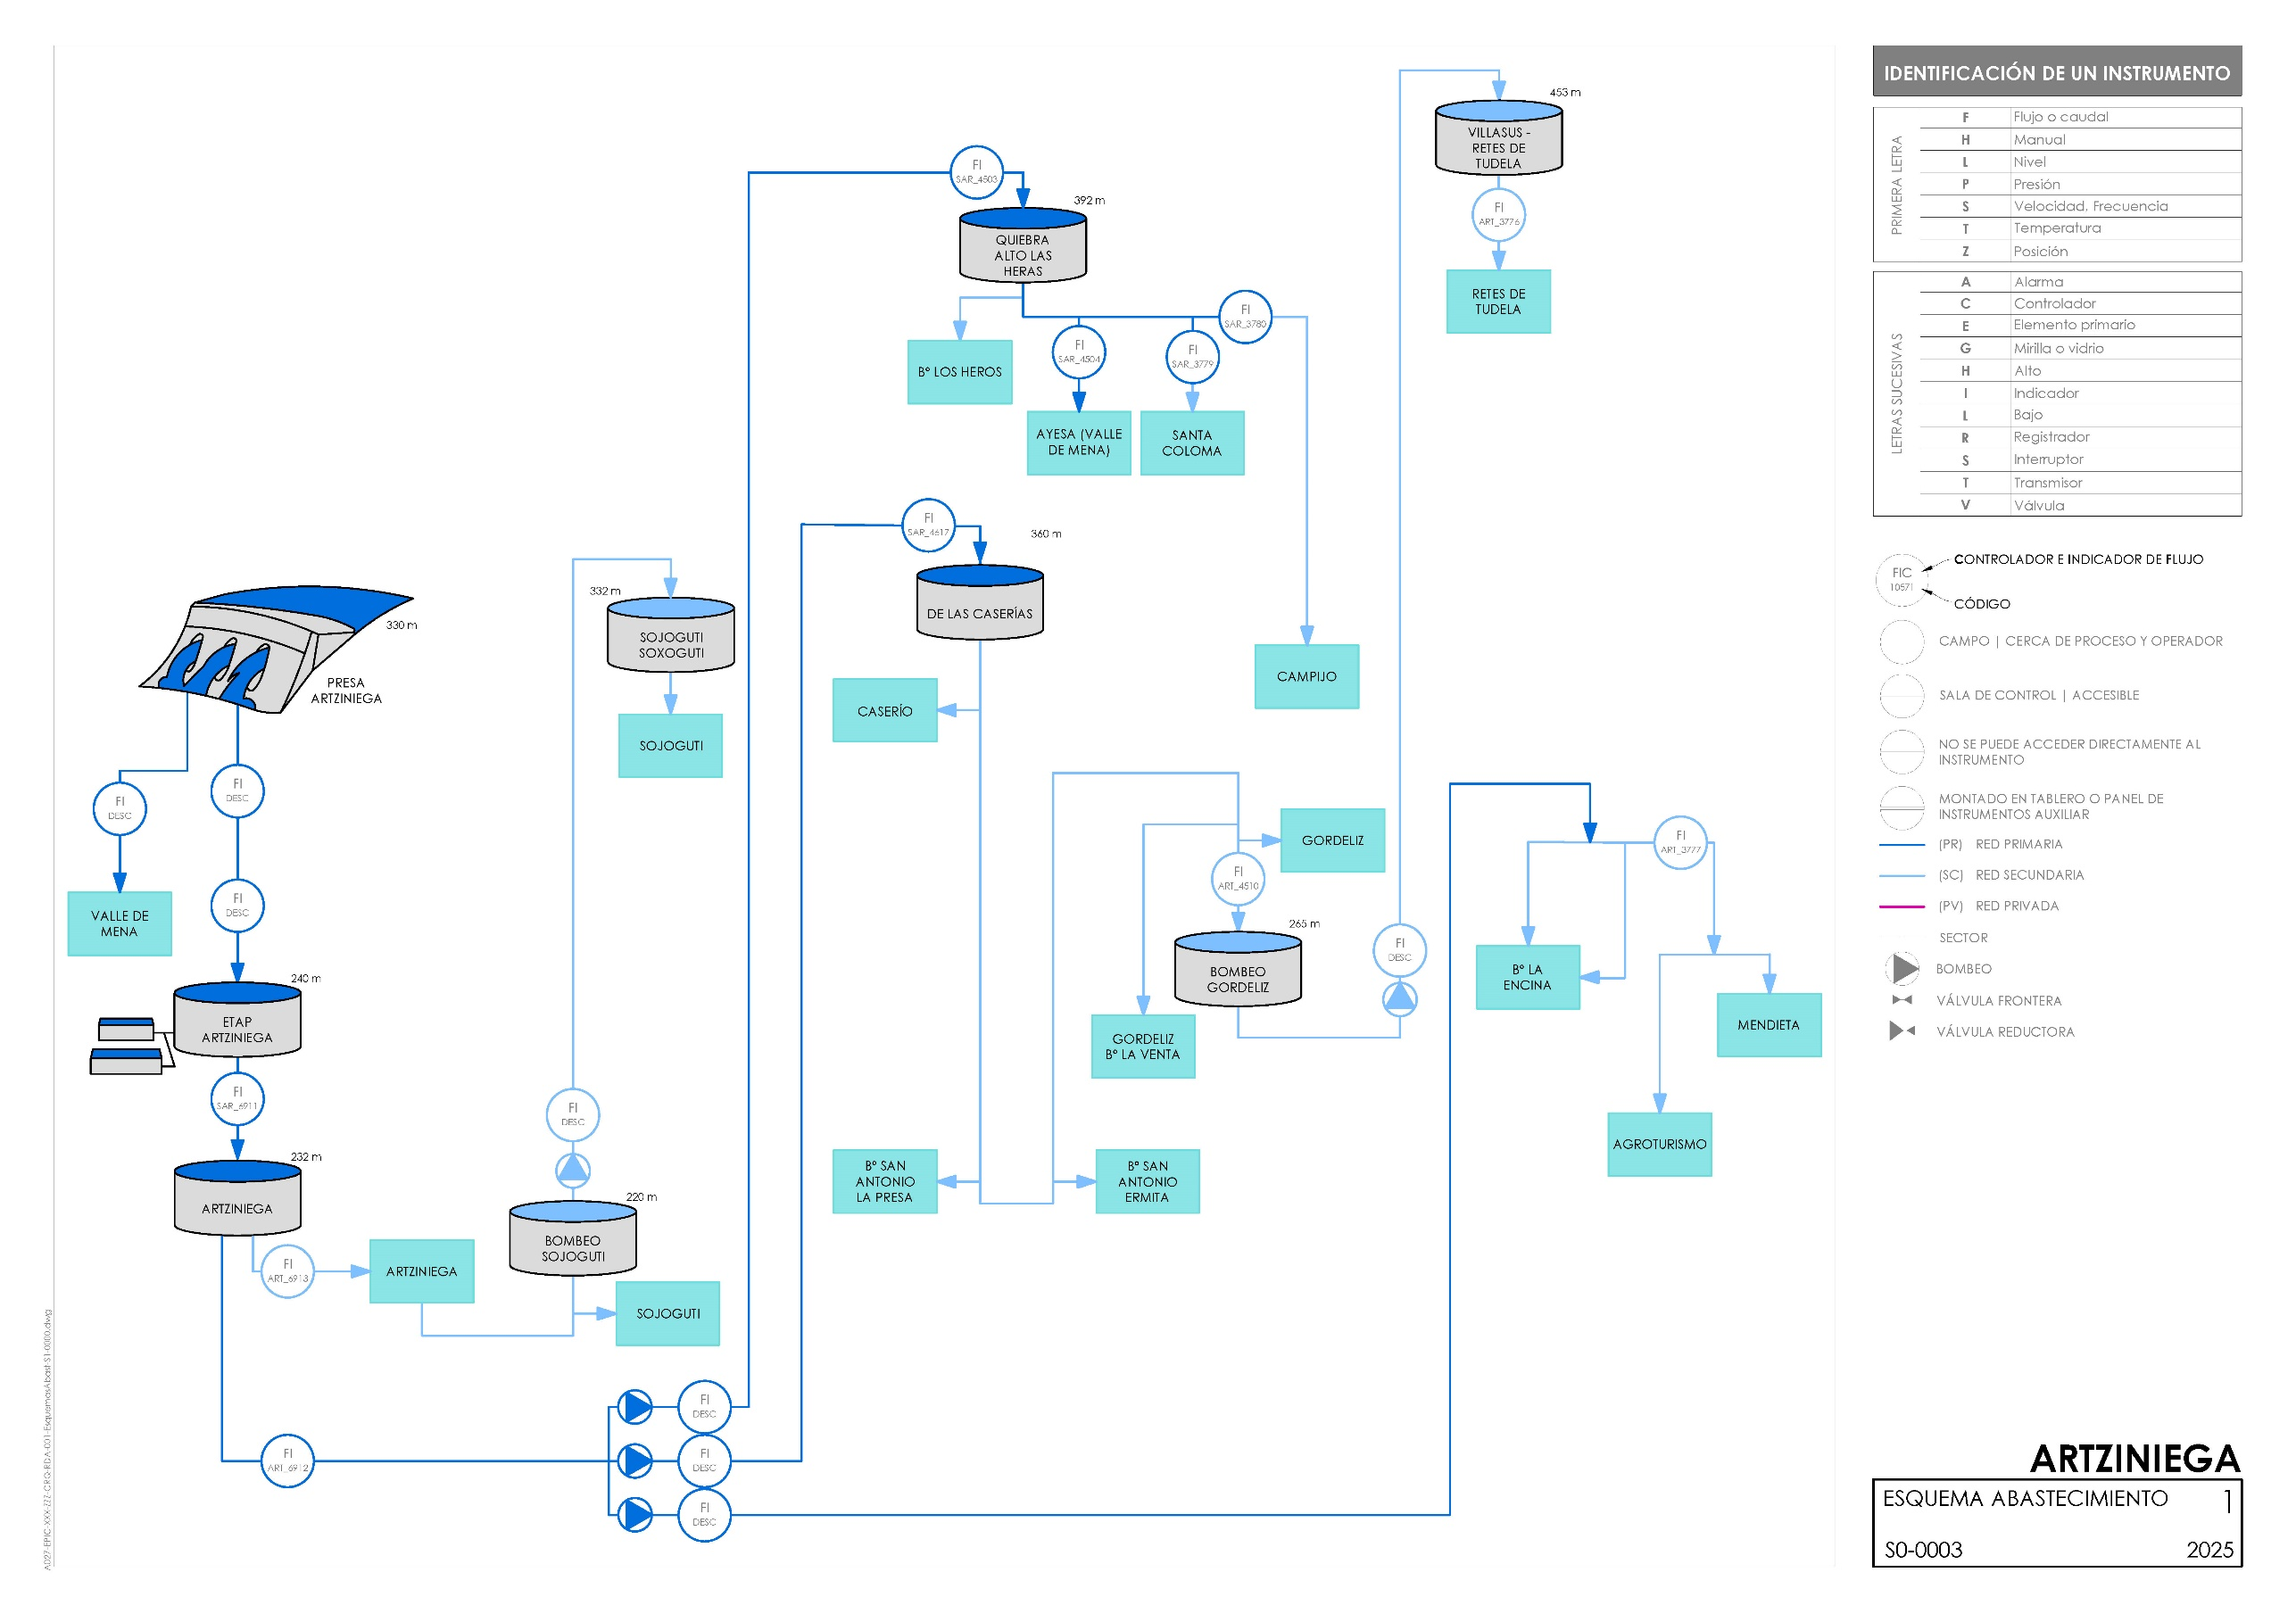 453 m
VILLASUS -
RETES DE
TUDELA
FI
ART_3776
RETES DE
TUDELA
FI
SAR_4503
392 m
QUIEBRA
ALTO LAS
HERAS
FI
SAR_3780
FI
SAR_4504
FI
SAR_3779
Bº LOS HEROS
AYESA (VALLE
DE MENA)
SANTA
COLOMA
FI
SAR_4617
360 m
DE LAS CASERÍAS
CASERÍO
CAMPIJO
332 m
SOJOGUTI
SOXOGUTI
SOJOGUTI
330 m
PRESA
ARTZINIEGA
FI
DESC
FI
DESC
FI
DESC
VALLE DE
MENA
240 m
ETAP
ARTZINIEGA
FI
SAR_6911
232 m
ARTZINIEGA
FI
ART_6913
ARTZINIEGA
FI
DESC
220 m
BOMBEO
SOJOGUTI
SOJOGUTI
GORDELIZ
FI
ART_4510
265 m
BOMBEO
GORDELIZ
FI
DESC
GORDELIZ
Bº LA VENTA
Bº SAN
ANTONIO
LA PRESA
Bº SAN
ANTONIO
ERMITA
FI
ART_3777
Bº LA
ENCINA
MENDIETA
AGROTURISMO
FI
DESC
FI
ART_6912
FI
DESC
FI
DESC
IDENTIFICACIÓN DE UN INSTRUMENTO
PRIMERA LETRA
F Flujo o caudal
H Manual
L Nivel
P Presión
S Velocidad, Frecuencia
T Temperatura
Z Posición
LETRAS SUCESIVAS
A Alarma
C Controlador
E Elemento primario
G Mirilla o vidrio
H Alto
I Indicador
L Bajo
R Registrador
S Interruptor
T Transmisor
V Válvula
FIC
10571
CONTROLADOR E INDICADOR DE FLUJO
CÓDIGO
CAMPO | CERCA DE PROCESO Y OPERADOR
SALA DE CONTROL | ACCESIBLE
NO SE PUEDE ACCEDER DIRECTAMENTE AL
INSTRUMENTO
MONTADO EN TABLERO O PANEL DE
INSTRUMENTOS AUXILIAR
(PR) RED PRIMARIA
(SC) RED SECUNDARIA
(PV) RED PRIVADA
SECTOR
BOMBEO
VÁLVULA FRONTERA
VÁLVULA REDUCTORA
ARTZINIEGA
ESQUEMA ABASTECIMIENTO 1
S0-0003 2025